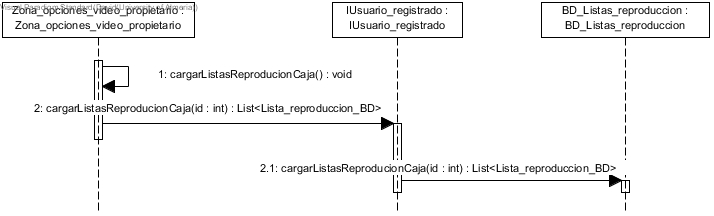 Zona_opciones_video_propietario :
Zona_opciones_video_propietario
IUsuario_registrado :
IUsuario_registrado
BD_Listas_reproduccion :
BD_Listas_reproduccion
1: cargarListasReproducionCaja() : void
2: cargarListasReproducionCaja(id : int) : List<Lista_reproduccion_BD>
2.1: cargarListasReproducionCaja(id : int) : List<Lista_reproduccion_BD>